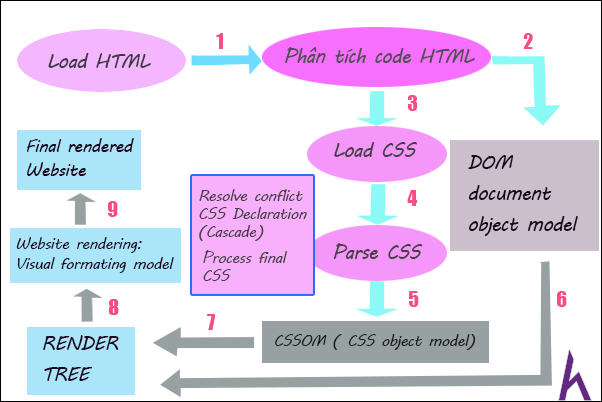 Load HTML
1
Phân tích code HTML
2
3
Load CSS
DOM
document
object model
Final rendered
Website
9
Resolve conflict
CSS Declaration
(Cascade)
Process final
CSS
4
Parse CSS
Website rendering:
Visual formating model
5
6
8
7
CSSOM ( CSS object model)
RENDER
TREE